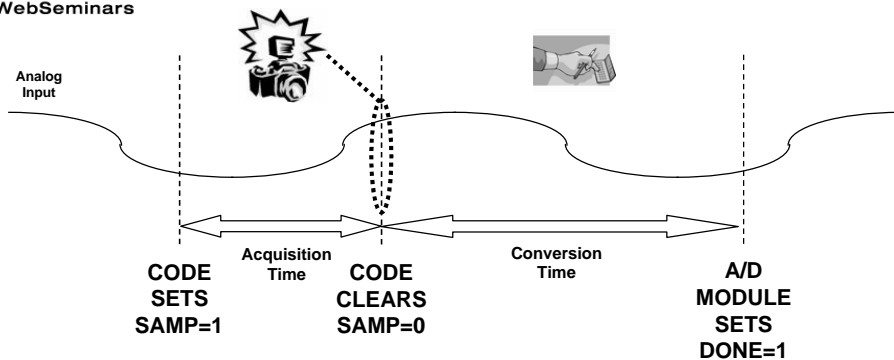 WebSeminars
Analog
Input
Acquisition
Time
Conversion
Time
CODE
SETS
SAMP=1
CODE
CLEARS
SAMP=0
A/D
MODULE
SETS
DONE=1